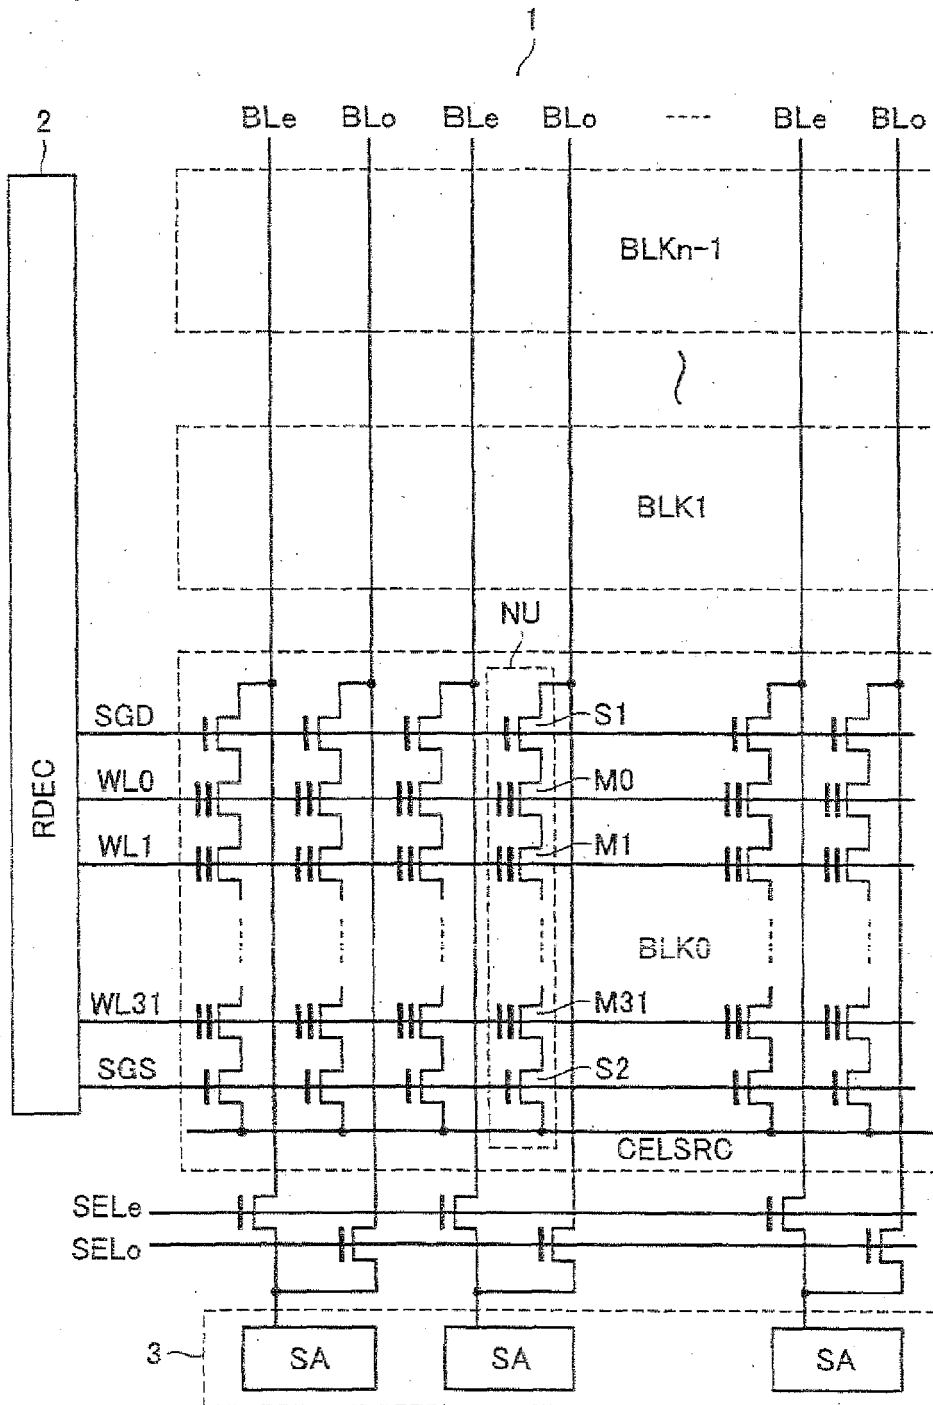 1
2
BLe BLo BLe BLo ---- BLe BLo
BLKn-1
BLK1
NU
SGD
S1
WL0
M0
RDEC
WL1
M1
BLK0
WL31
M31
SGS
S2
CELSRC
SELe
SELo
3
SA SA SA